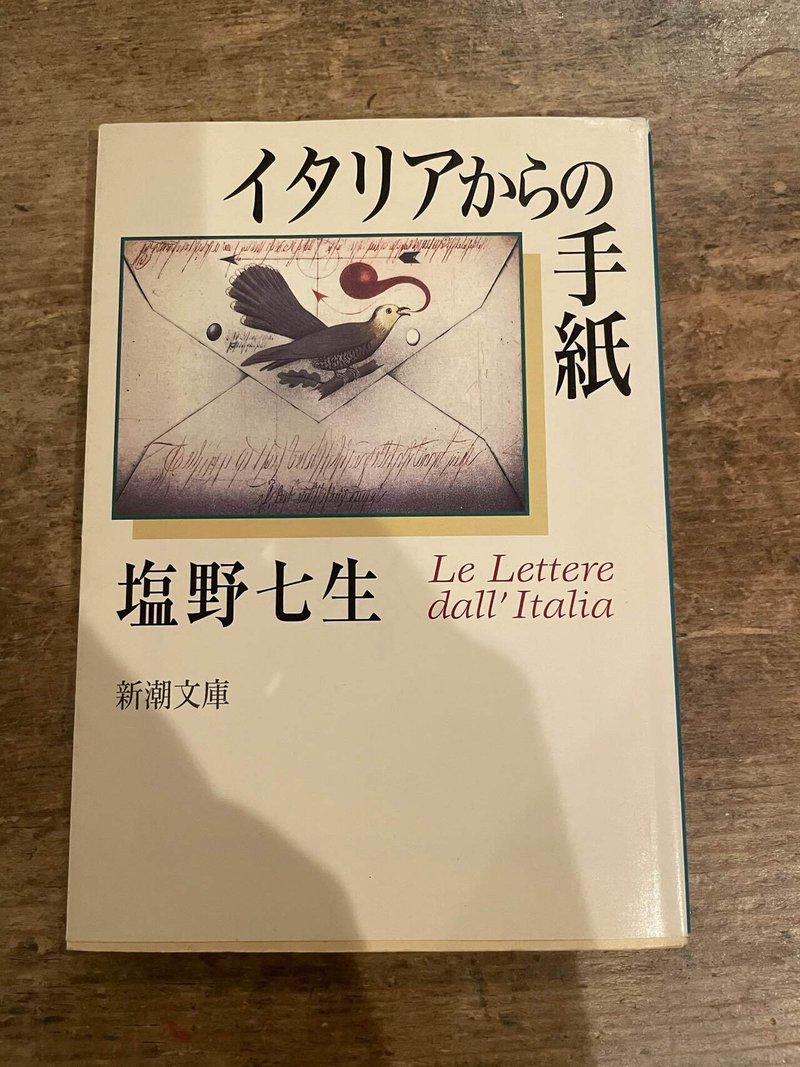 イタリアからの手紙
塩野七生
Le Lettere
dall' Italia
新潮文庫